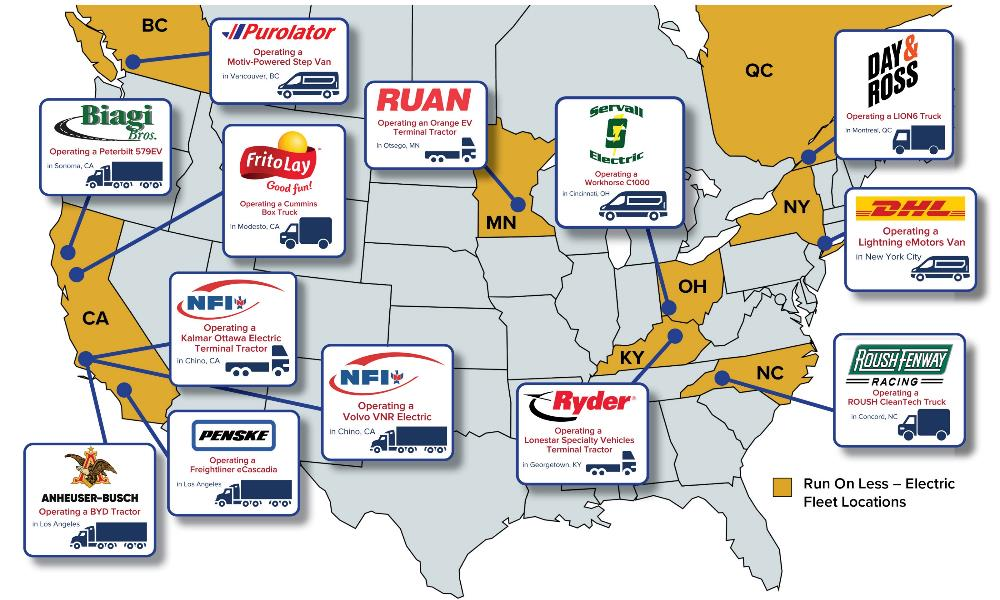 BC
Purolator
Operating a
Motiv-Powered Step Van
in Vancouver, BC
QC
DAY &
ROSS
Operating a LION6 Truck
in Montreal, QC
Biagi
Bros.
Operating a Peterbilt 579EV
in Sonoma, CA
RUAN
Operating an Orange EV
Terminal Tractor
in Otsego, MN
Servall
Electric
Operating a
Workhorse C1000
in Cincinnati, OH
FritoLay
Good fun!
Operating a Cummins
Box Truck
in Modesto, CA
MN
NY
DHL
Operating a
Lightning eMotors Van
in New York City
CA
OH
NFI
Operating a
Kalmar Ottawa Electric
Terminal Tractor
in Chino, CA
KY
NC
NFI
Operating a
Volvo VNR Electric
in Chino, CA
ROUSH FENWAY
RACING
Operating a
ROUSH CleanTech Truck
in Concord, NC
Ryder
Operating a
Lonestar Specialty Vehicles
Terminal Tractor
in Georgetown, KY
PENSKE
Operating a
Freightliner eCascadia
in Los Angeles
ANHEUSER-BUSCH
Operating a BYD Tractor
in Los Angeles
Run On Less – Electric
Fleet Locations